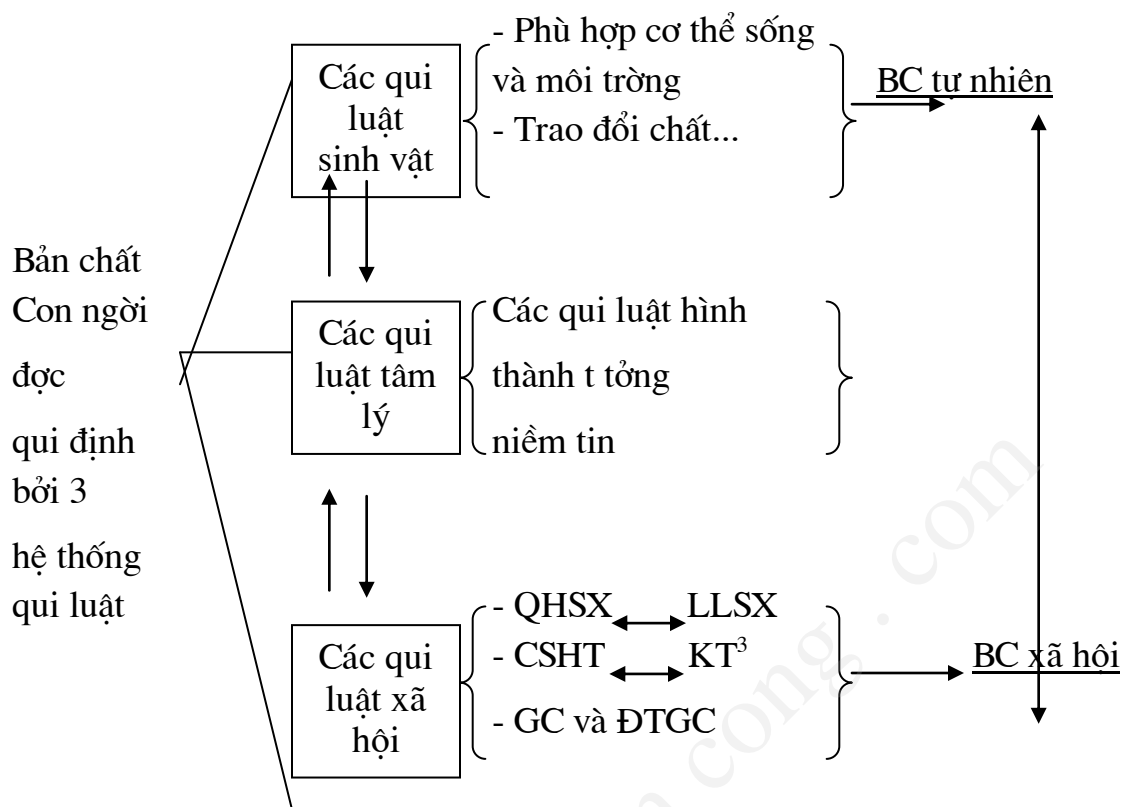 Bản chất
Con ngời
đợc
qui định
bởi 3
hệ thống
qui luật
Các qui
luật
sinh vật
- Phù hợp cơ thể sống
và môi trờng
- Trao đổi chất...
BC tự nhiên
Các qui
luật tâm
lý
Các qui luật hình
thành t tởng
niềm tin
Các qui
luật xã
hội
- QHSX LLSX
- CSHT KT³
- GC và ĐTGC
BC xã hội
cong . com